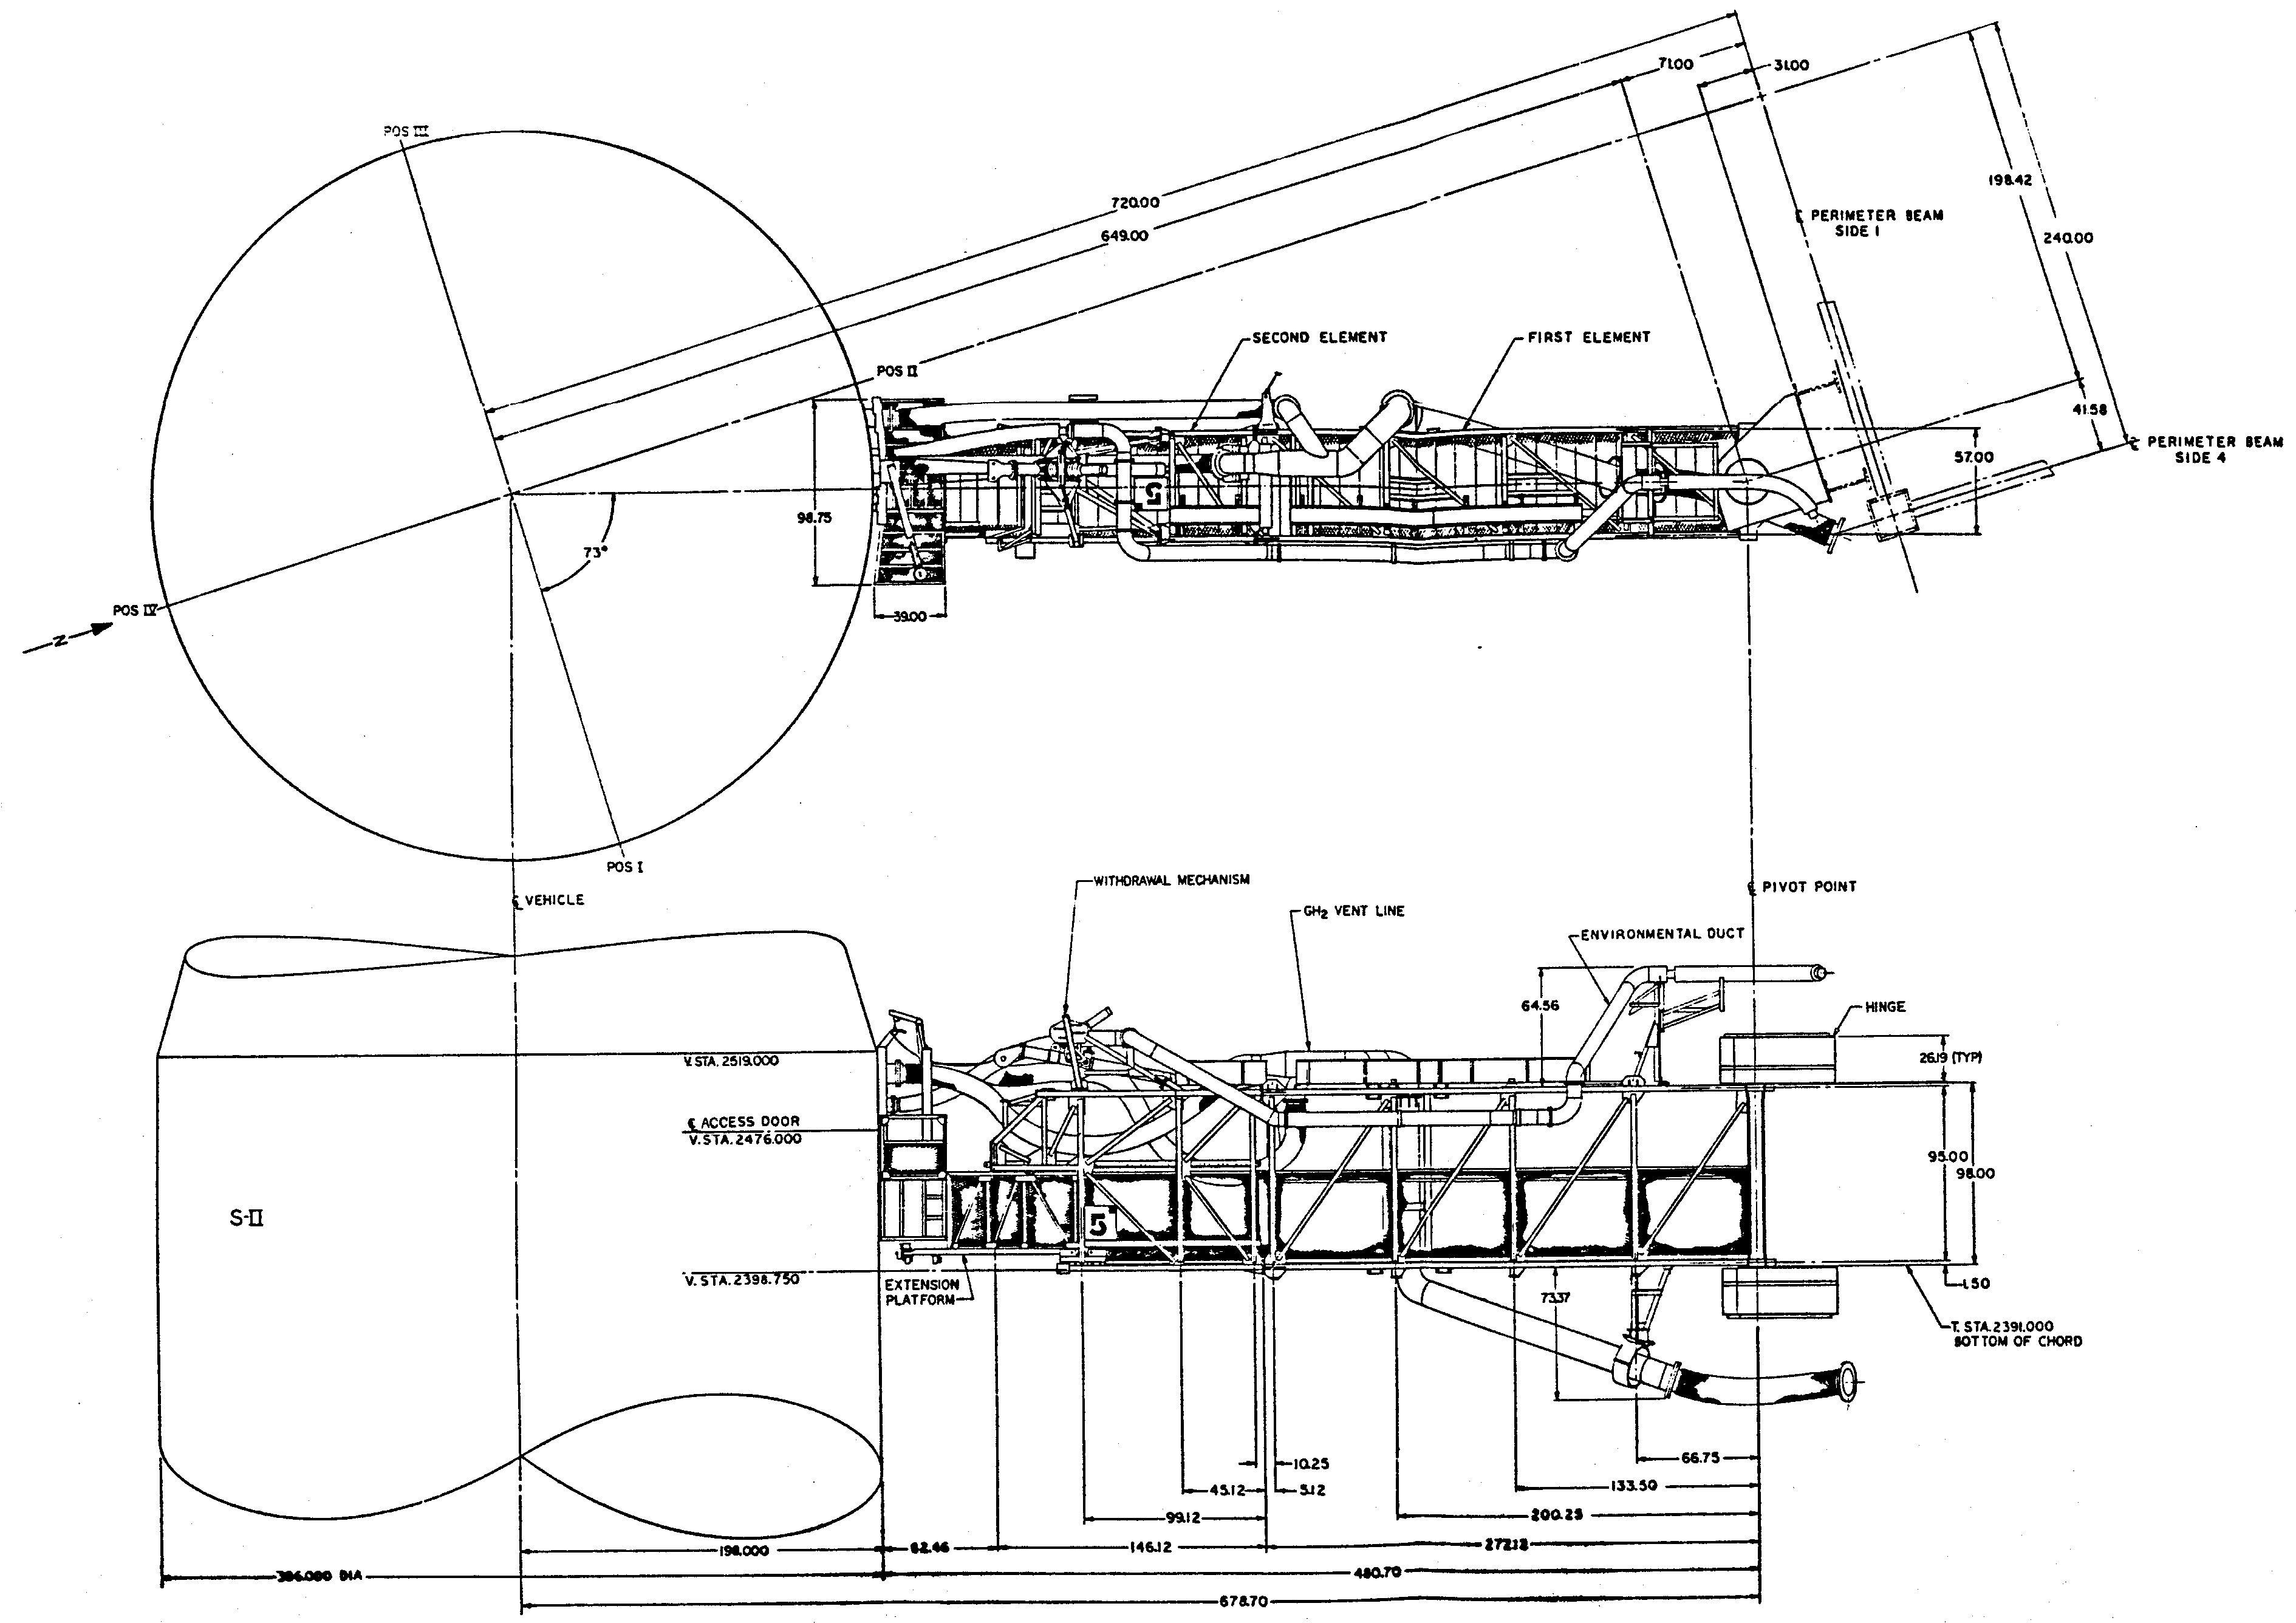 71.00
31.00
POS III
198.42
720.00
PERIMETER BEAM
SIDE 1
649.00
240.00
SECOND ELEMENT
FIRST ELEMENT
POS II
41.58
PERIMETER BEAM
SIDE 4
57.00
5
98.75
73°
POS IV
39.00
N
POS I
WITHDRAWAL MECHANISM
℄ PIVOT POINT
℄ VEHICLE
GH₂ VENT LINE
ENVIRONMENTAL DUCT
64.56
HINGE
V.STA. 2519.000
26.19 (TYP)
℄ ACCESS DOOR
V.STA. 2476.000
95.00
98.00
S-II
5
V. STA. 2398.750
EXTENSION
PLATFORM
1.50
73.37
T. STA. 2391.000
BOTTOM OF CHORD
66.75
10.25
133.50
45.12
5.12
99.12
200.25
198.000
62.46
146.12
272.12
396.000 DIA
480.70
678.70